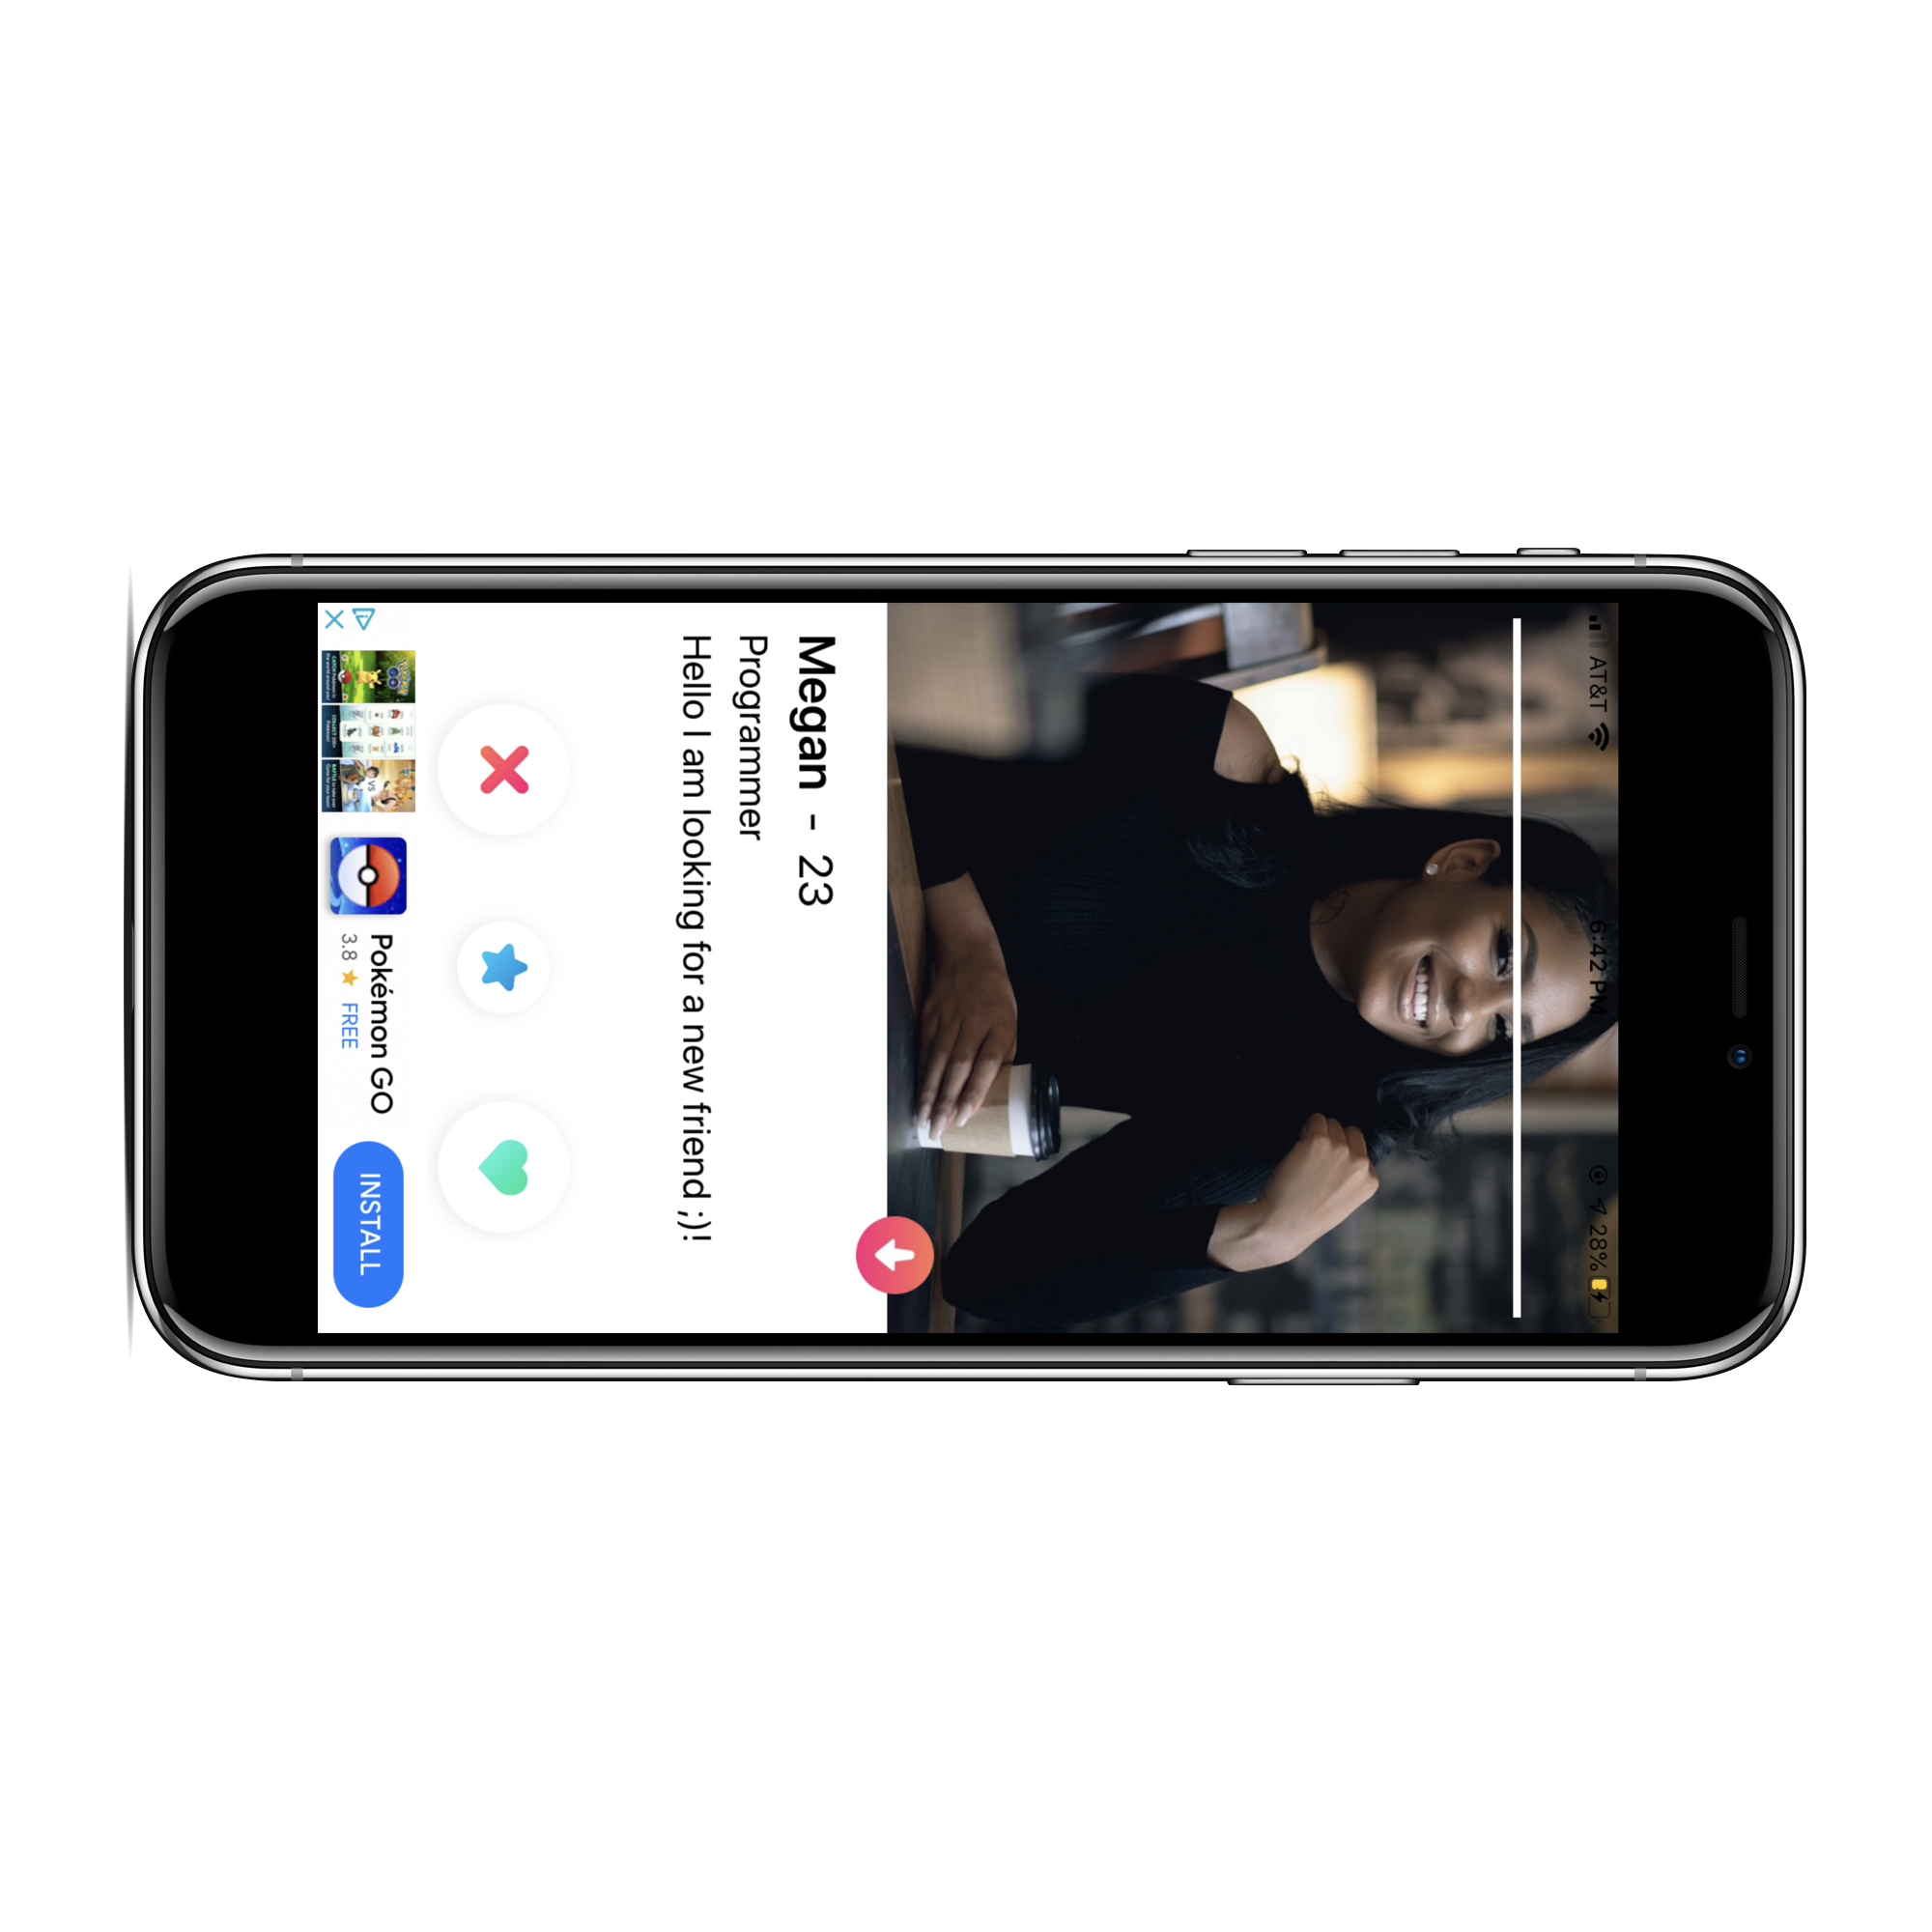 AT&T 6:42 PM 28%
Megan - 23
Programmer
Hello I am looking for a new friend ;)!
Pokémon GO
3.8 FREE
INSTALL